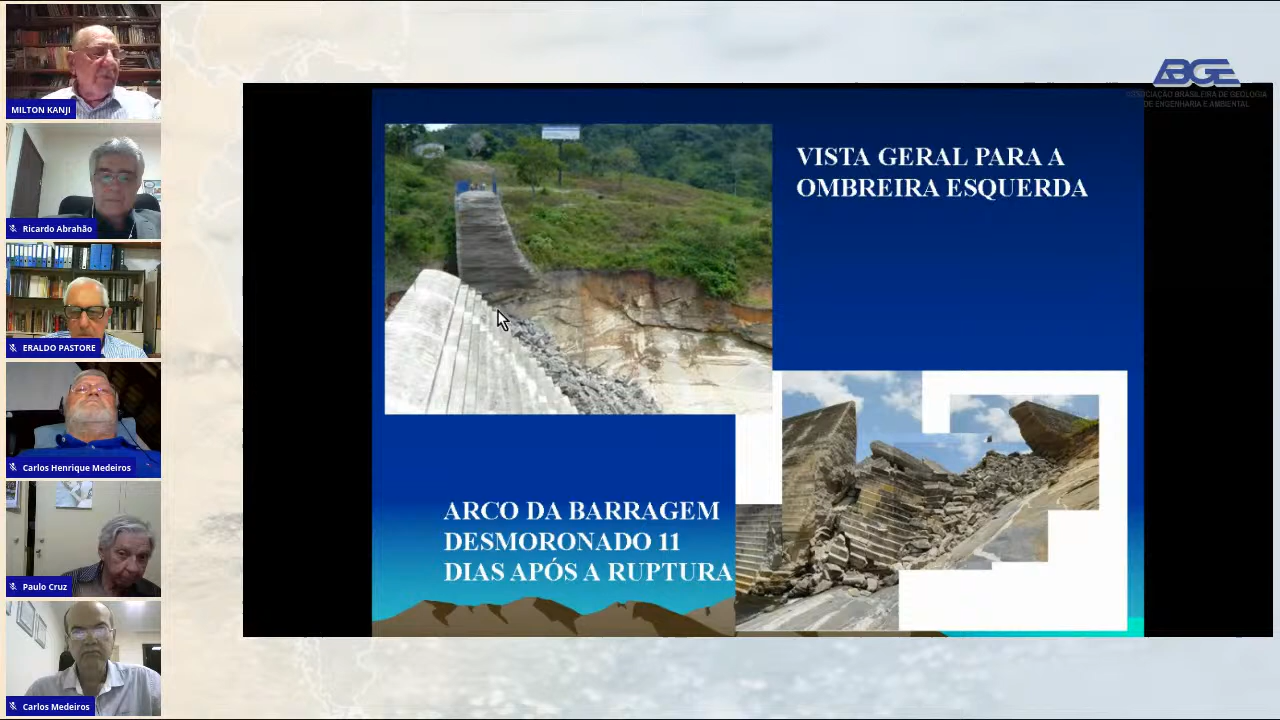 MILTON KANJI
Ricardo Abrahão
ERALDO PASTORE
Carlos Henrique Medeiros
Paulo Cruz
Carlos Medeiros
ABGE
ASSOCIAÇÃO BRASILEIRA DE GEOLOGIA
DE ENGENHARIA E AMBIENTAL
VISTA GERAL PARA A
OMBREIRA ESQUERDA
ARCO DA BARRAGEM
DESMORONADO 11
DIAS APÓS A RUPTURA